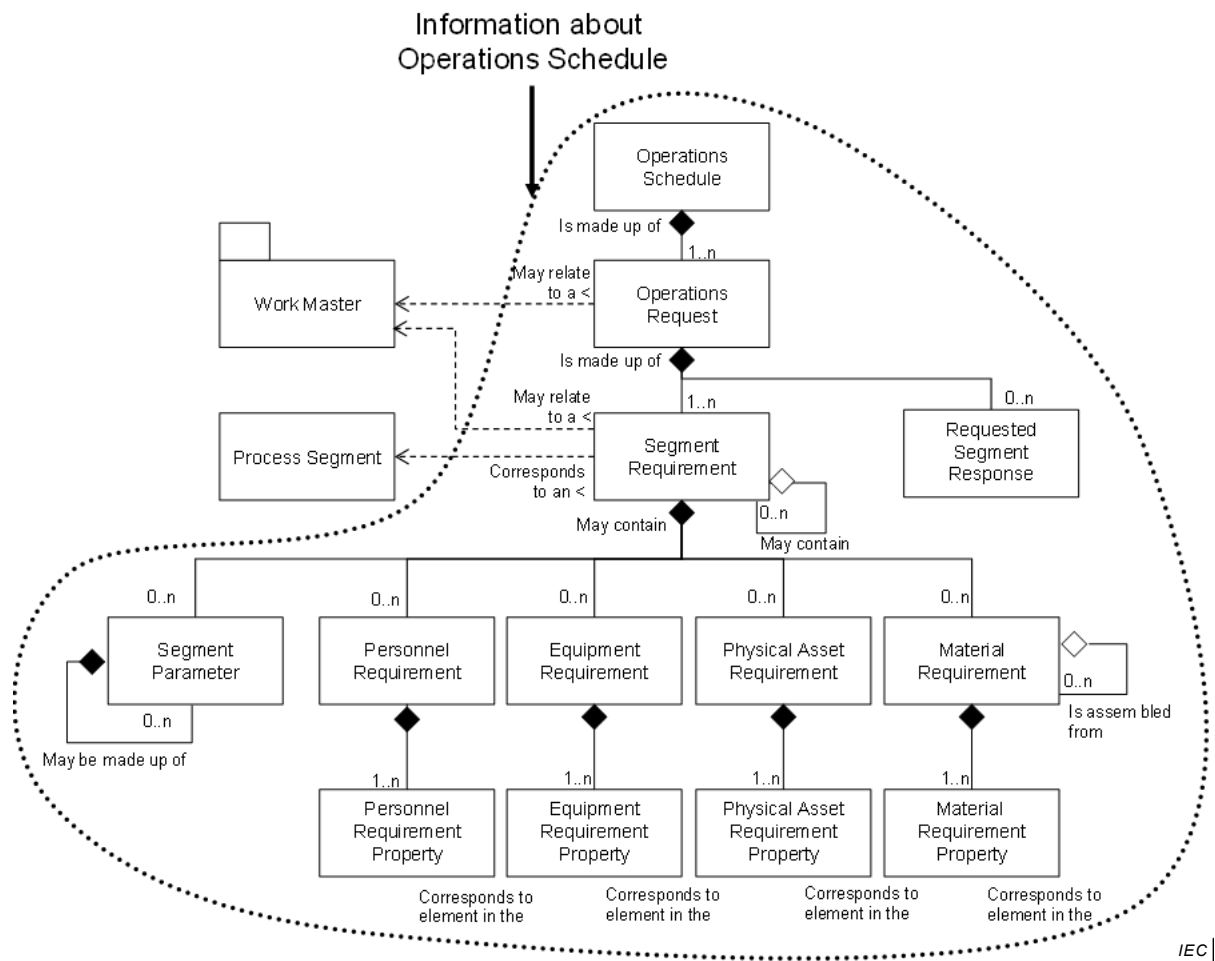 Information about
Operations Schedule
Operations
Schedule
Is made up of
1..n
May relate
to a <
Work Master
Operations
Request
Is made up of
1..n
0..n
May relate
to a <
Process Segment
Segment
Requirement
Requested
Segment
Response
Corresponds
to an <
0..n
May contain
May contain
0..n
0..n
0..n
0..n
0..n
Segment
Parameter
Personnel
Requirement
Equipment
Requirement
Physical Asset
Requirement
Material
Requirement
0..n
0..n
Is assem bled
from
May be made up of
1..n
1..n
1..n
1..n
Personnel
Requirement
Property
Equipment
Requirement
Property
Physical Asset
Requirement
Property
Material
Requirement
Property
Corresponds to
element in the
Corresponds to
element in the
Corresponds to
element in the
Corresponds to
element in the
IEC